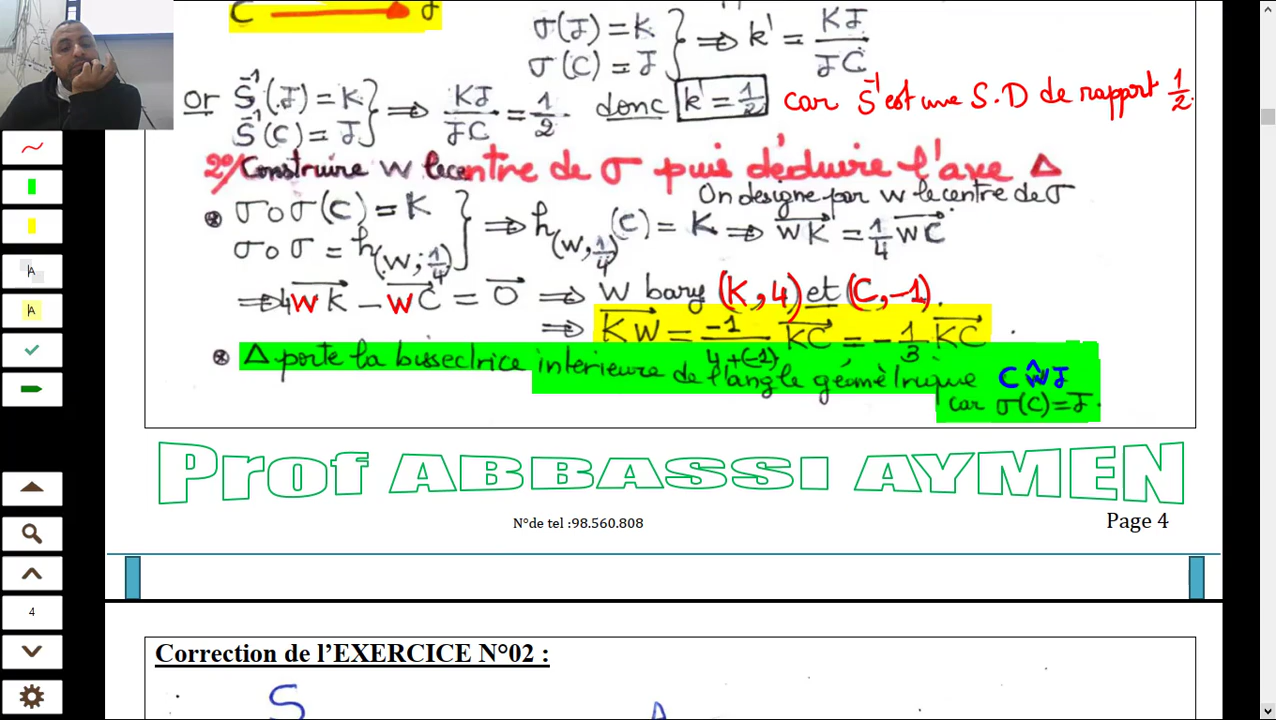 C → J
σ(J) = K
σ(C) = J } ⟹ k' = KJ/JC
or S⁻¹(J) = K
S⁻¹(C) = J } ⟹ KJ/JC = 1/2 donc k' = 1/2 car S⁻¹ est une S.D de rapport 1/2
2°/ Construire w le centre de σ puis déduire l'axe Δ
On designe par w le centre de σ
⊛ σoσ(C) = K
σoσ = h(W; 1/4) } ⟹ h(W, 1/4)(C) = K ⟹ →WK = 1/4 →WC
⟹ 4→WK - →WC = →O ⟹ W bary (K, 4) et (C, -1).
⟹ →KW = -1/(4+(-1)) →KC = -1/3 →KC .
⊛ Δ porte la bissectrice interieure de l'angle géomètrique CŴJ
car σ(C) = J.
Prof ABBASSI AYMEN
N°de tel :98.560.808
Page 4
4
Correction de l'EXERCICE N°02 :
S
A